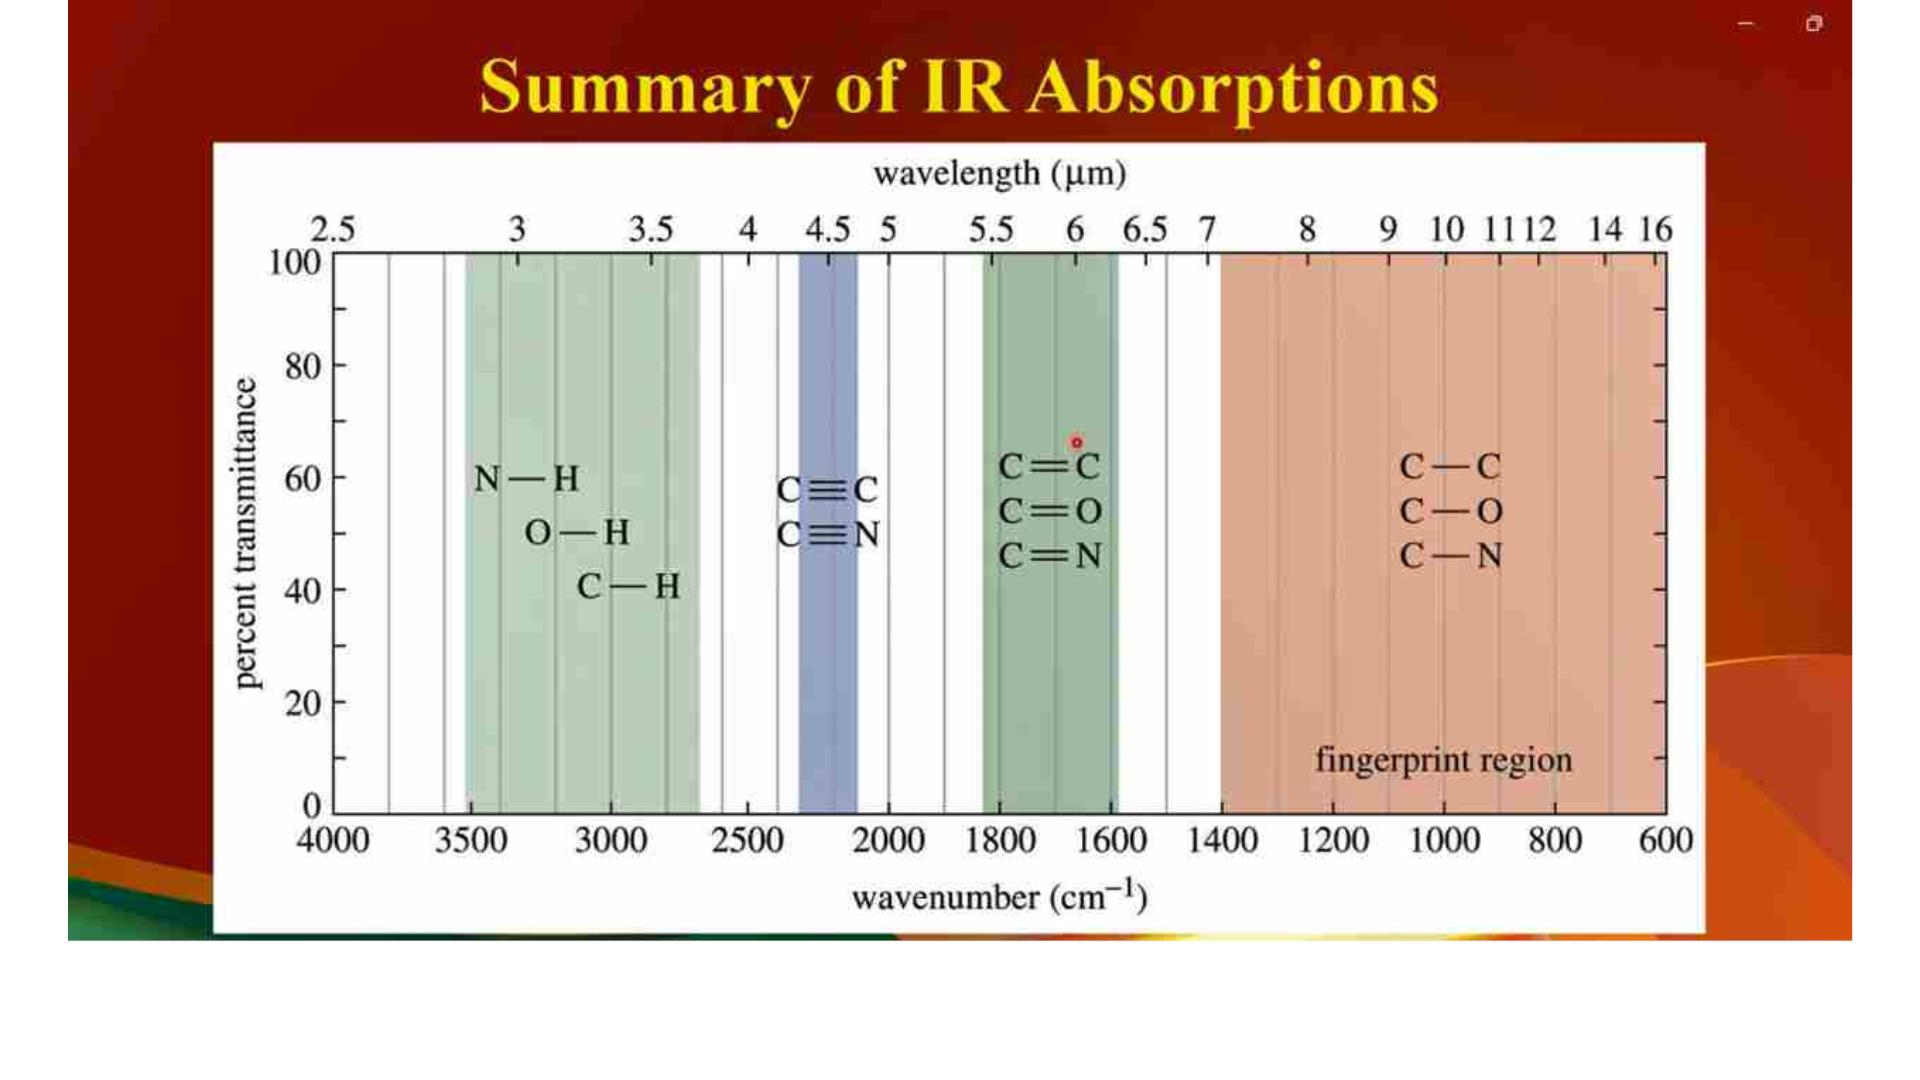 Summary of IR Absorptions
wavelength (µm)
2.5 3 3.5 4 4.5 5 5.5 6 6.5 7 8 9 10 11 12 14 16
percent transmittance
100
80
60
40
20
0
N—H
O—H
C—H
C≡C
C≡N
C=C
C=O
C=N
C—C
C—O
C—N
fingerprint region
4000 3500 3000 2500 2000 1800 1600 1400 1200 1000 800 600
wavenumber (cm⁻¹)